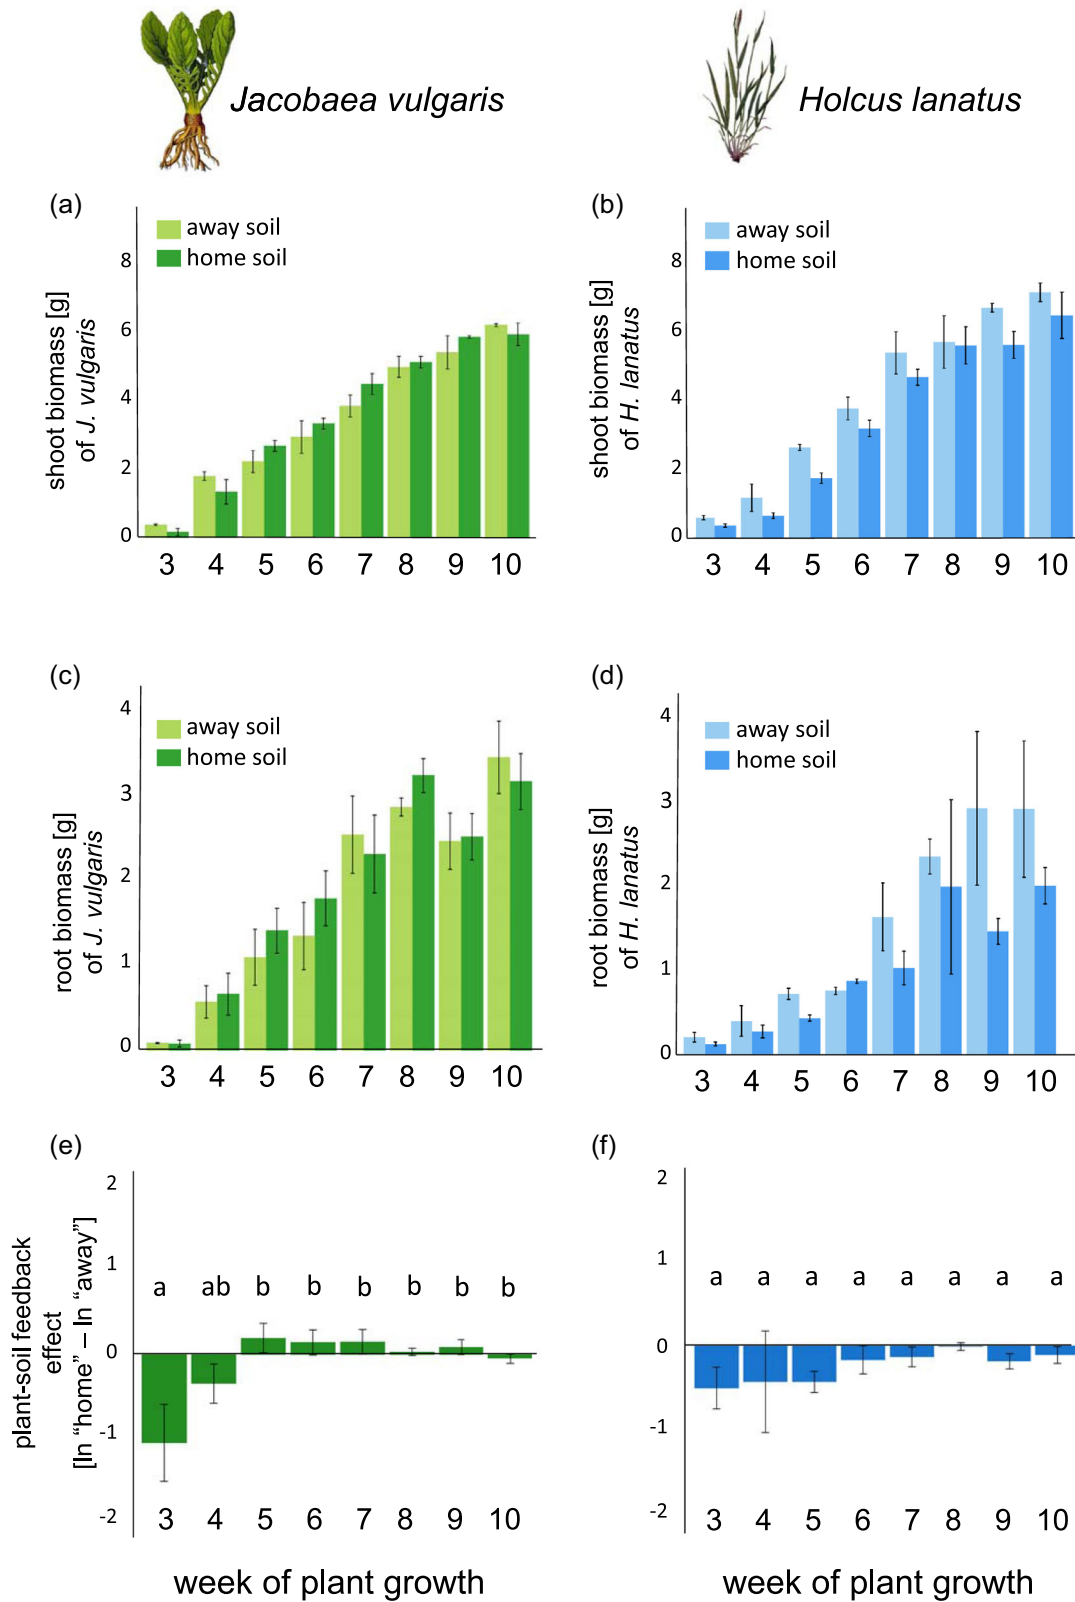 Jacobaea vulgaris
Holcus lanatus
(a)
away soil
home soil
shoot biomass [g]
of J. vulgaris
8
6
4
2
0
3 4 5 6 7 8 9 10
(b)
away soil
home soil
shoot biomass [g]
of H. lanatus
8
6
4
2
0
3 4 5 6 7 8 9 10
(c)
away soil
home soil
root biomass [g]
of J. vulgaris
4
3
2
1
0
3 4 5 6 7 8 9 10
(d)
away soil
home soil
root biomass [g]
of H. lanatus
4
3
2
1
0
3 4 5 6 7 8 9 10
(e)
plant-soil feedback
effect
[ln “home” – ln “away”]
2
1
0
-1
-2
a ab b b b b b b
3 4 5 6 7 8 9 10
week of plant growth
(f)
2
1
0
-1
-2
a a a a a a a a
3 4 5 6 7 8 9 10
week of plant growth